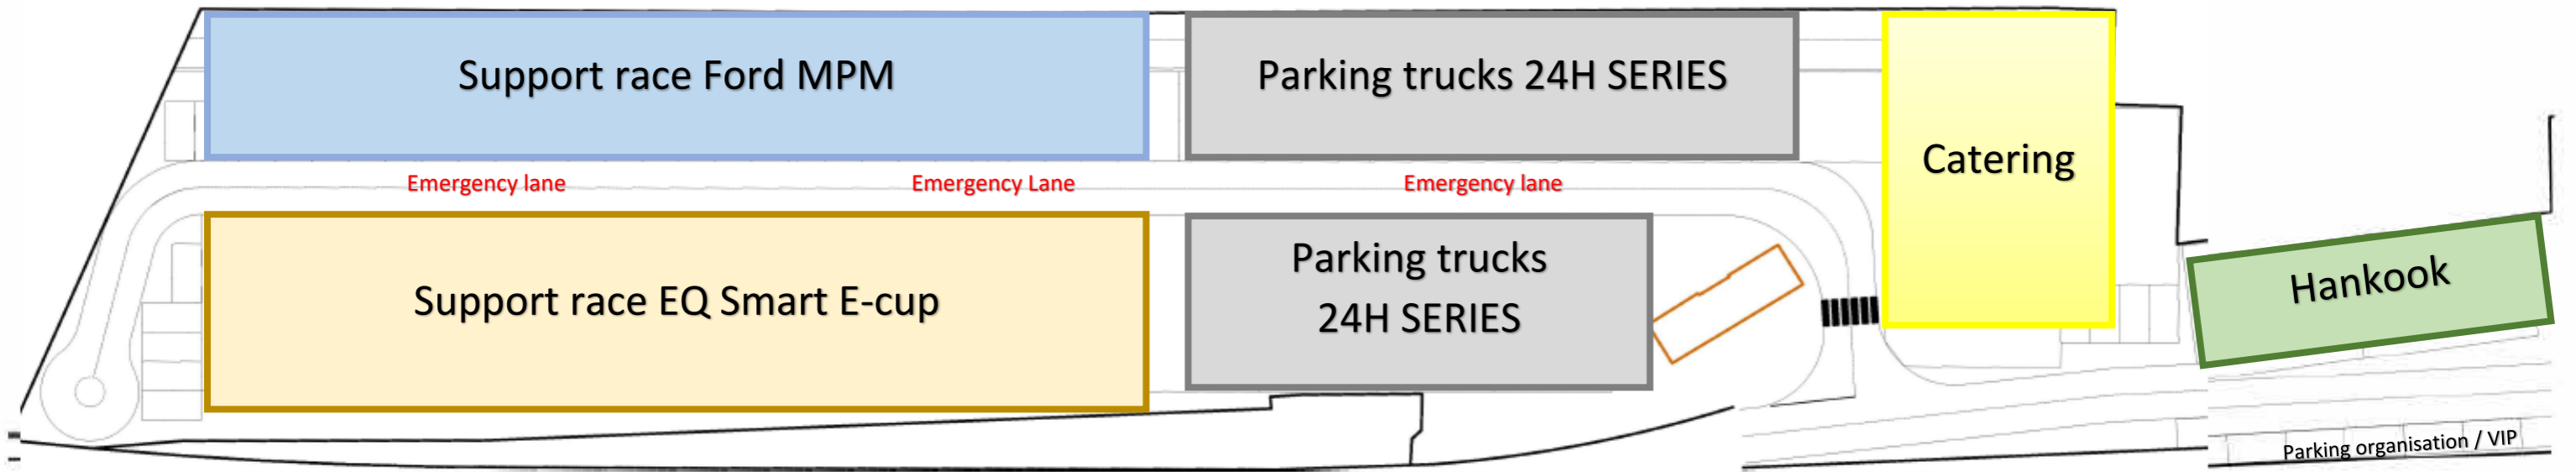 Support race Ford MPM
Parking trucks 24H SERIES
Catering
Emergency lane
Emergency Lane
Emergency lane
Support race EQ Smart E-cup
Parking trucks
24H SERIES
Hankook
Parking organisation / VIP